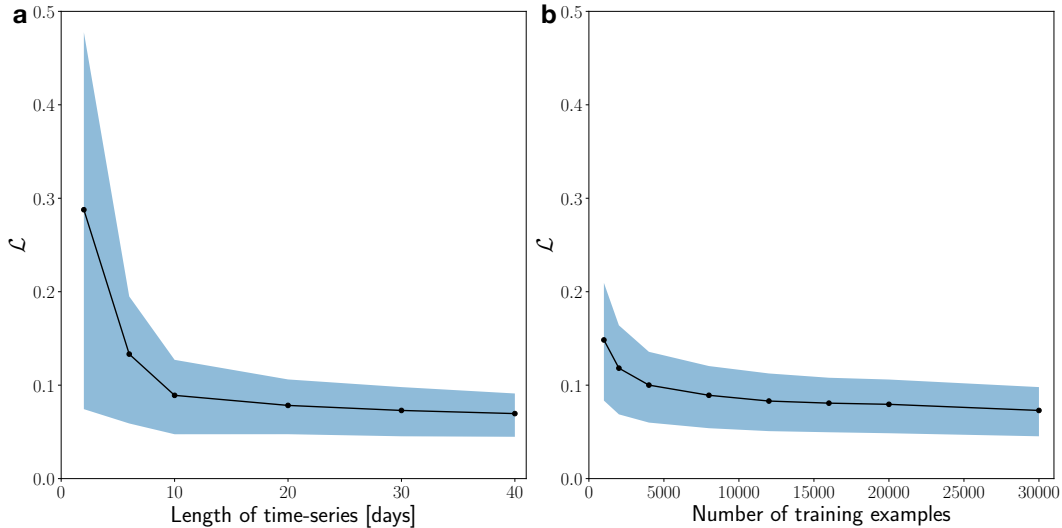 a
0.5
0.4
0.3
0.2
0.1
0.0
ℒ
0 10 20 30 40
Length of time-series [days]
b
0.5
0.4
0.3
0.2
0.1
0.0
ℒ
0 5000 10000 15000 20000 25000 30000
Number of training examples